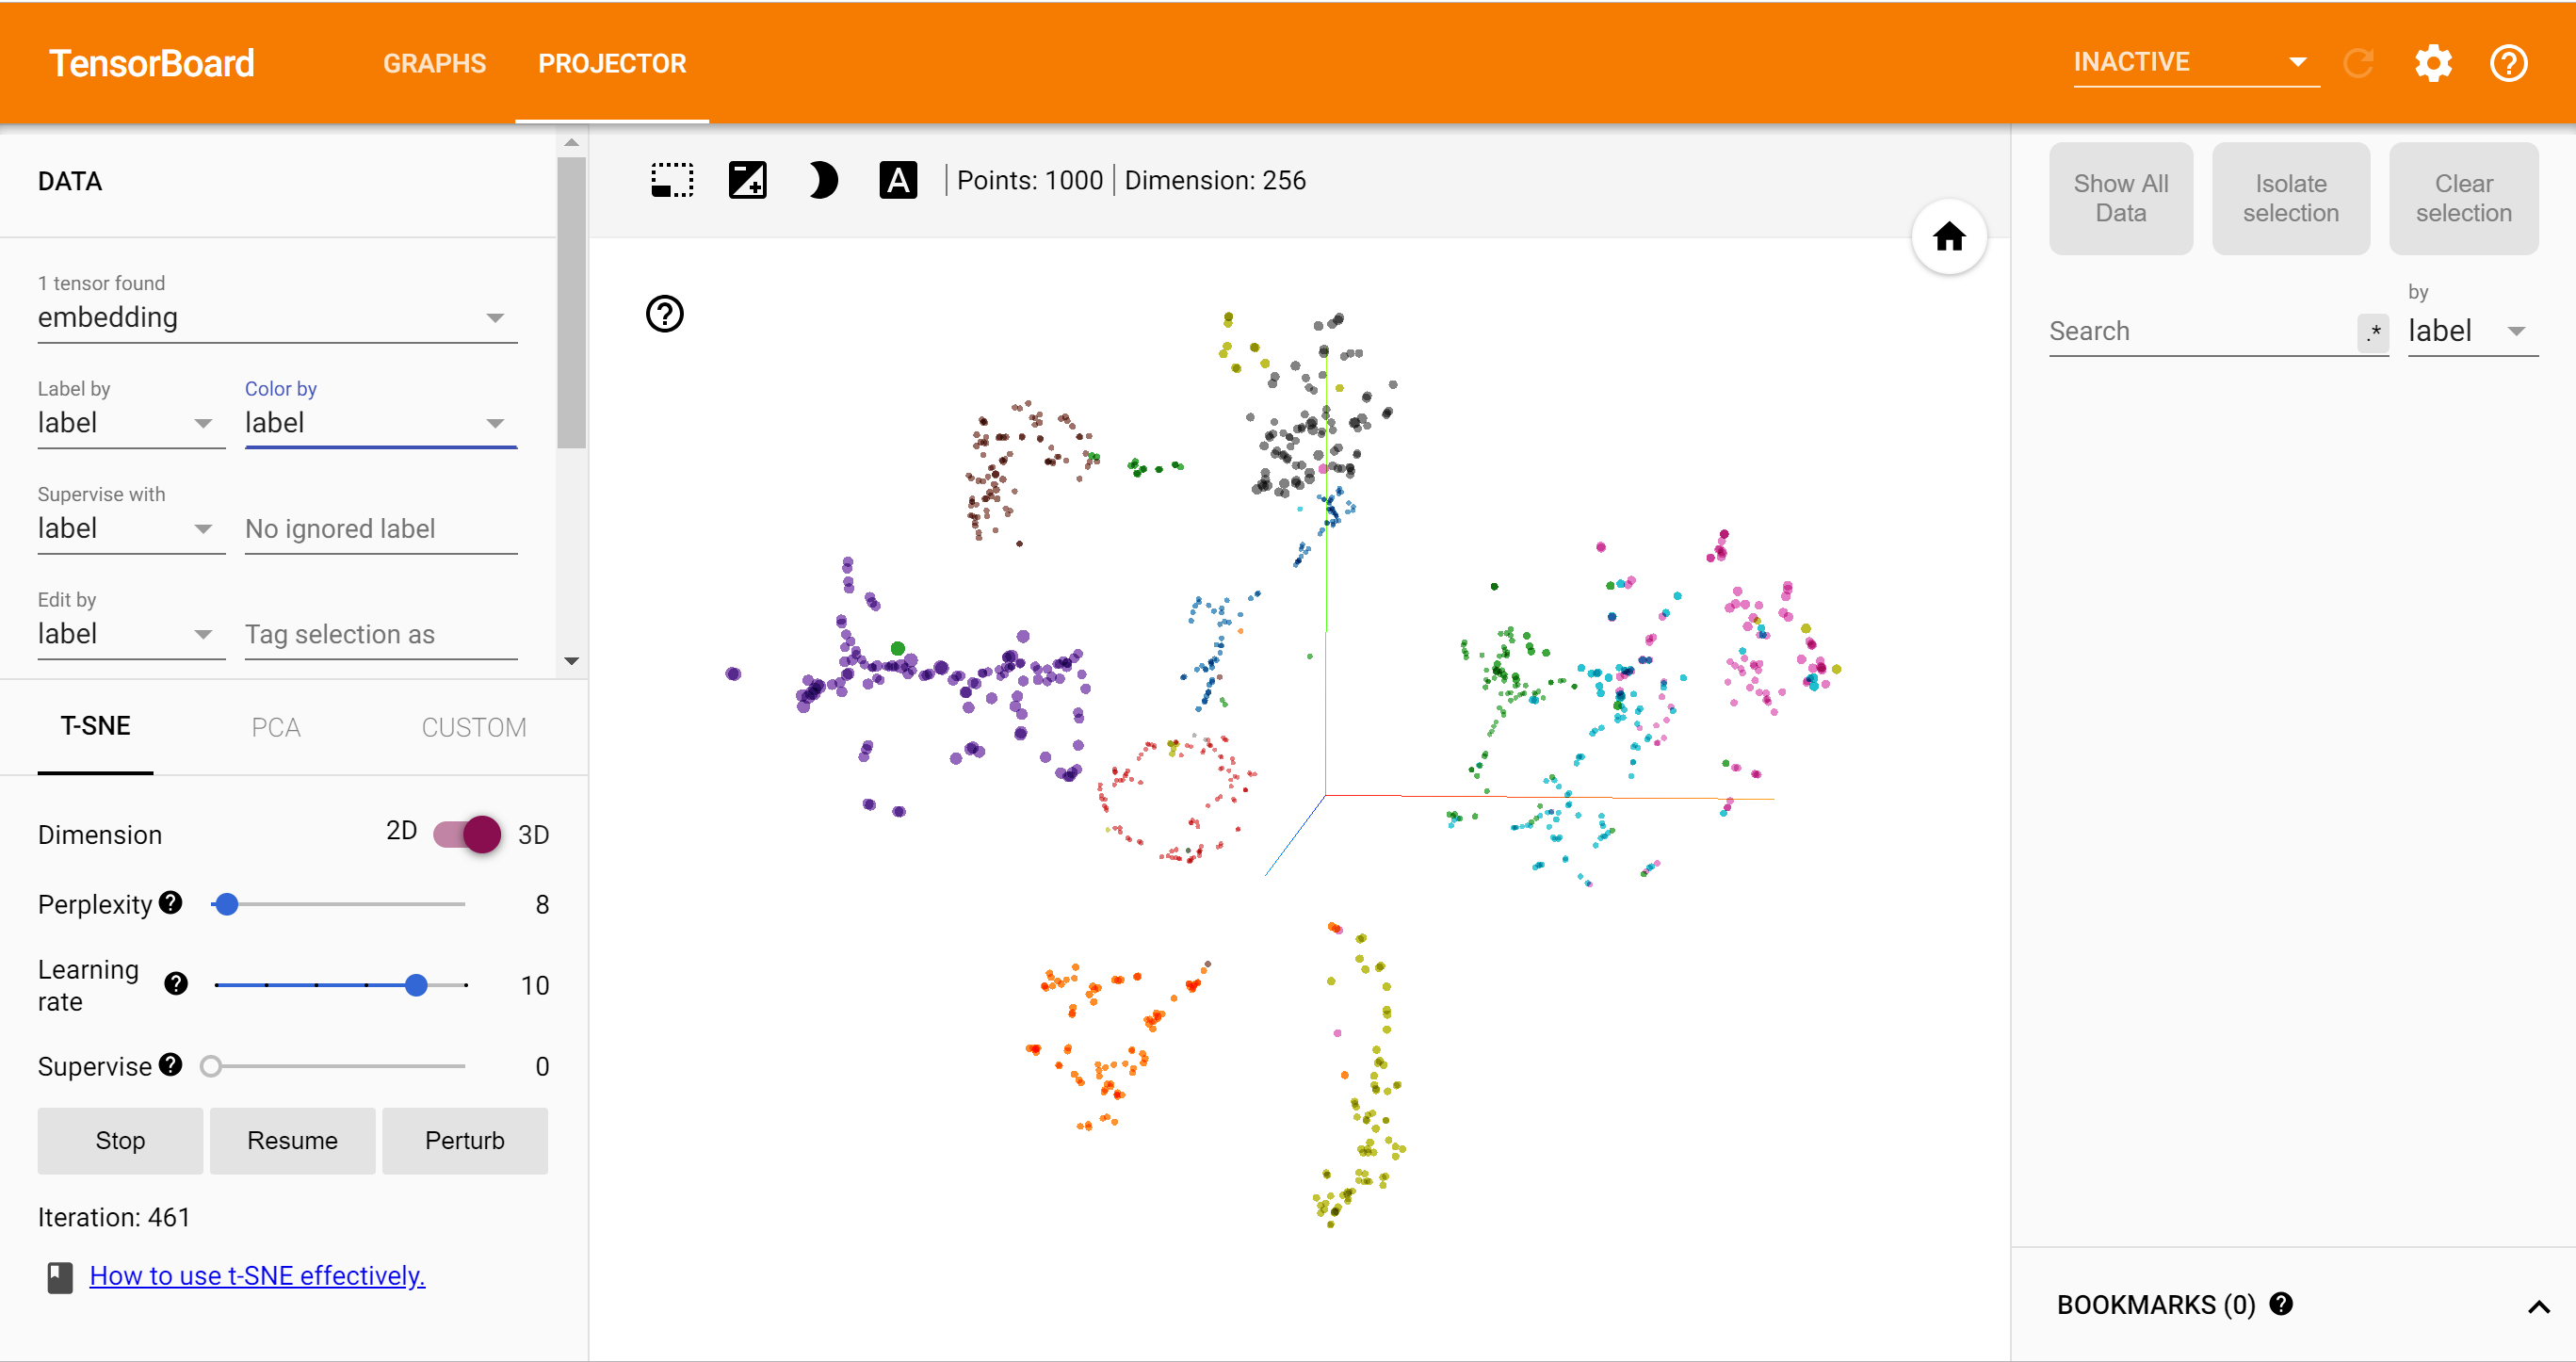 TensorBoard
GRAPHS
PROJECTOR
INACTIVE
DATA
1 tensor found
embedding
Label by
label
Color by
label
Supervise with
label
No ignored label
Edit by
label
Tag selection as
T-SNE
PCA
CUSTOM
Dimension
2D
3D
Perplexity
8
Learning
rate
10
Supervise
0
Stop
Resume
Perturb
Iteration: 461
How to use t-SNE effectively.
A
Points: 1000
Dimension: 256
Show All
Data
Isolate
selection
Clear
selection
Search
.*
by
label
BOOKMARKS (0)